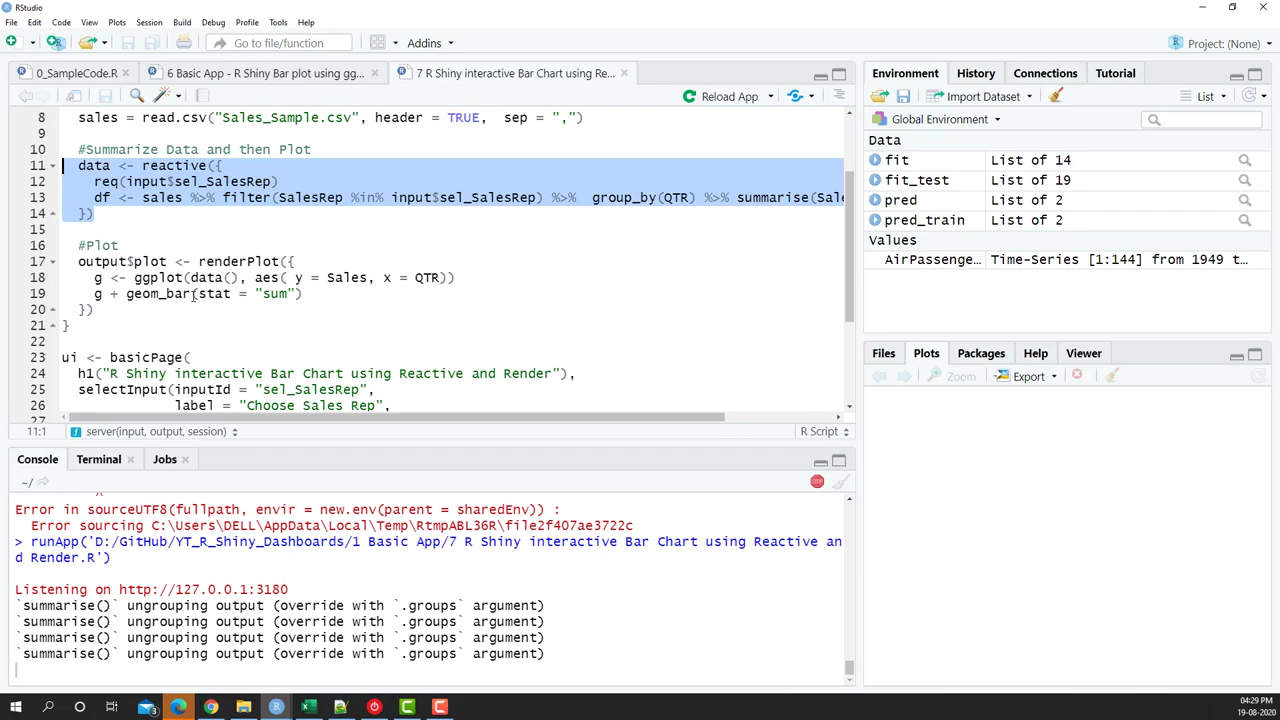 RStudio
File Edit Code View Plots Session Build Debug Profile Tools Help
Go to file/function Addins Project: (None)
0_SampleCode.R 6 Basic App - R Shiny Bar plot using gg... 7 R Shiny interactive Bar Chart using Re...
Reload App
8 sales = read.csv("Sales_Sample.csv", header = TRUE, sep = ",")
9
10 #Summarize Data and then Plot
11 data <- reactive({
12 req(input$sel_SalesRep)
13 df <- sales %>% filter(SalesRep %in% input$sel_SalesRep) %>% group_by(QTR) %>% summarise(Sale
14 })
15
16 #Plot
17 output$plot <- renderPlot({
18 g <- ggplot(data(), aes( y = Sales, x = QTR))
19 g + geom_bar(stat = "sum")
20 })
21 }
22
23 ui <- basicPage(
24 h1("R Shiny interactive Bar Chart using Reactive and Render"),
25 selectInput(inputId = "sel_SalesRep",
26 label = "Choose Sales Rep",
27
11:1 server(input, output, session) R Script
Console Terminal Jobs
~/
Error in sourceUTF8(fullpath, envir = new.env(parent = sharedEnv)) :
Error sourcing C:\Users\DELL\AppData\Local\Temp\RtmpABL36R\file2f407ae3722c
> runApp('D:/GitHub/YT_R_Shiny_Dashboards/1 Basic App/7 R Shiny interactive Bar Chart using Reactive an
d Render.R')
Listening on http://127.0.0.1:3180
`summarise()` ungrouping output (override with `.groups` argument)
`summarise()` ungrouping output (override with `.groups` argument)
`summarise()` ungrouping output (override with `.groups` argument)
`summarise()` ungrouping output (override with `.groups` argument)
Environment History Connections Tutorial
Import Dataset List
Global Environment
Data
fit List of 14
fit_test List of 19
pred List of 2
pred_train List of 2
Values
AirPassenge... Time-Series [1:144] from 1949 t...
Files Plots Packages Help Viewer
Zoom Export
04:29 PM
19-08-2020